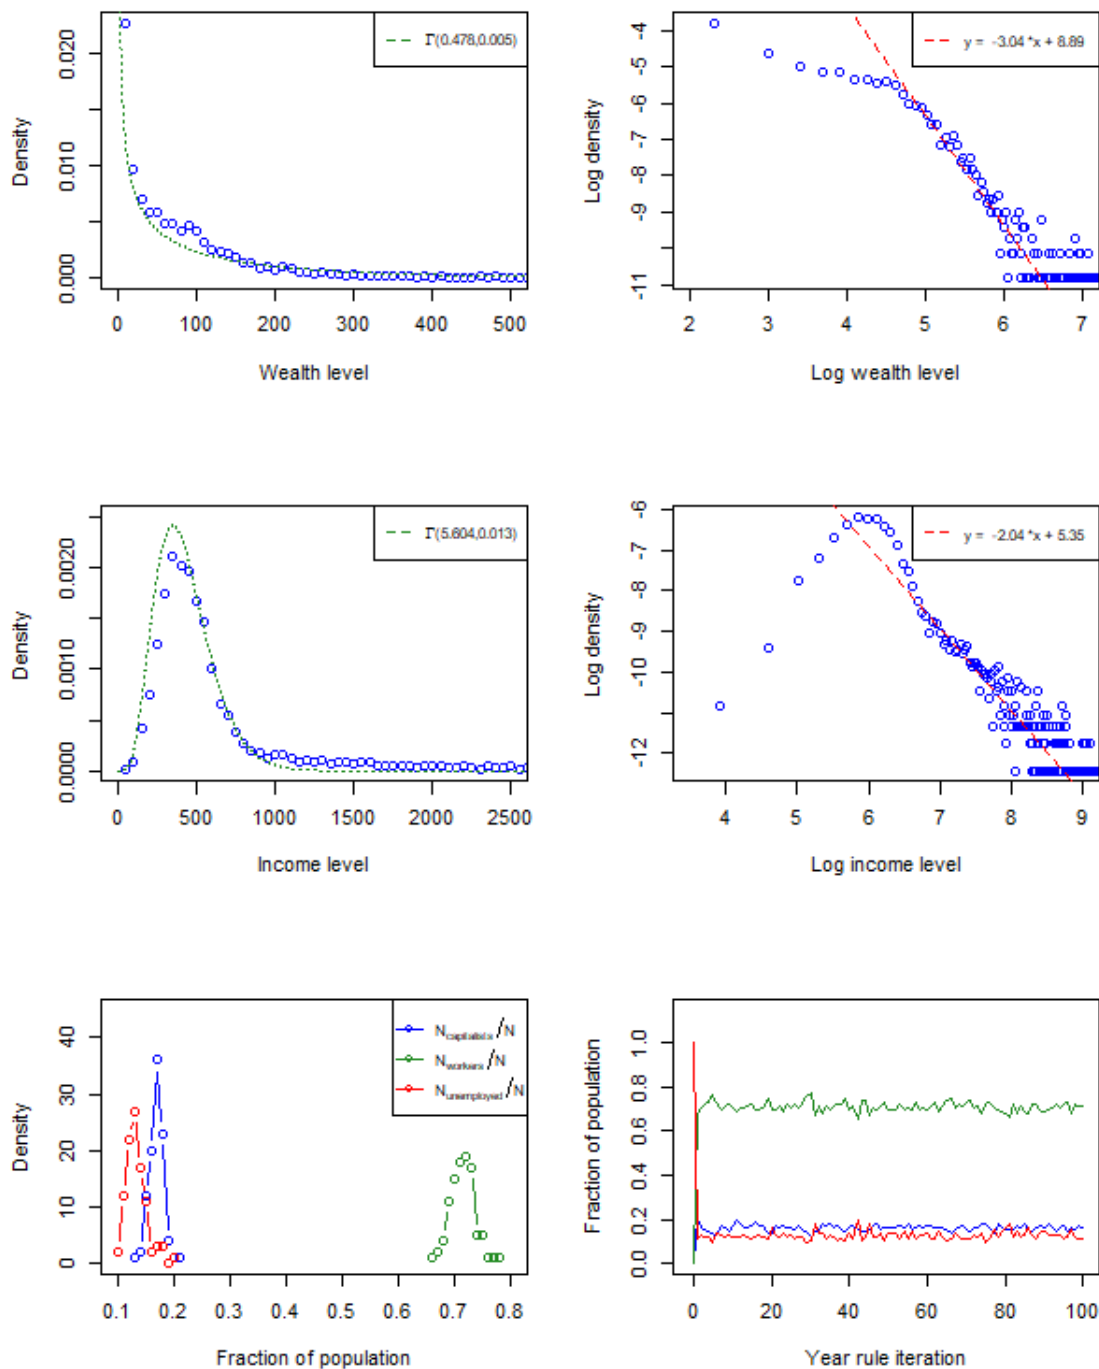 Γ(0.478,0.005)
Density
0.000 0.010 0.020
0 100 200 300 400 500
Wealth level
y = -3.04 *x + 8.89
Log density
-11 -10 -9 -8 -7 -6 -5 -4
2 3 4 5 6 7
Log wealth level
Γ(5.604,0.013)
Density
0.0000 0.0010 0.0020
0 500 1000 1500 2000 2500
Income level
y = -2.04 *x + 5.35
Log density
-12 -10 -9 -8 -7 -6
4 5 6 7 8 9
Log income level
N capitalists / N
N workers / N
N unemployed / N
Density
0 10 20 30 40
0.1 0.2 0.3 0.4 0.5 0.6 0.7 0.8
Fraction of population
Fraction of population
0.0 0.2 0.4 0.6 0.8 1.0
0 20 40 60 80 100
Year rule iteration